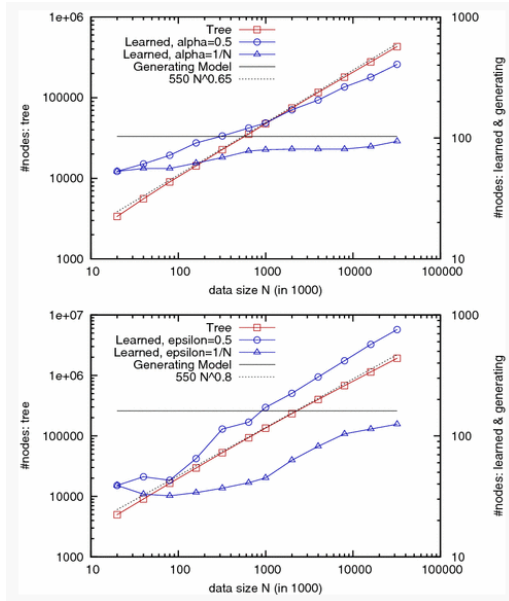 1e+06
100000
10000
1000
1000
100
10
10 100 1000 10000 100000
#nodes: tree
#nodes: learned & generating
data size N (in 1000)
Tree
Learned, alpha=0.5
Learned, alpha=1/N
Generating Model
550 N^0.65
1e+07
1e+06
100000
10000
1000
1000
100
10
10 100 1000 10000 100000
#nodes: tree
#nodes: learned & generating
data size N (in 1000)
Tree
Learned, epsilon=0.5
Learned, epsilon=1/N
Generating Model
550 N^0.8